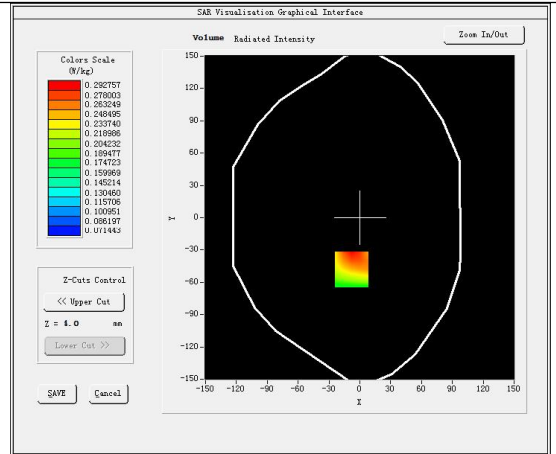 SAR Visualisation Graphical Interface
Volume Radiated Intensity
Zoom In/Out
Colors Scale
(W/kg)
0.292757
0.278003
0.263249
0.248495
0.233740
0.218986
0.204232
0.189477
0.174723
0.159969
0.145214
0.130460
0.115706
0.100951
0.086197
0.071443
150
120
90
60
30
0
-30
-60
-90
-120
-150
Y
-150 -120 -90 -60 -30 0 30 60 90 120 150
X
Z-Cuts Control
<< Upper Cut
Z = mm
Lower Cut >>
SAVE Cancel